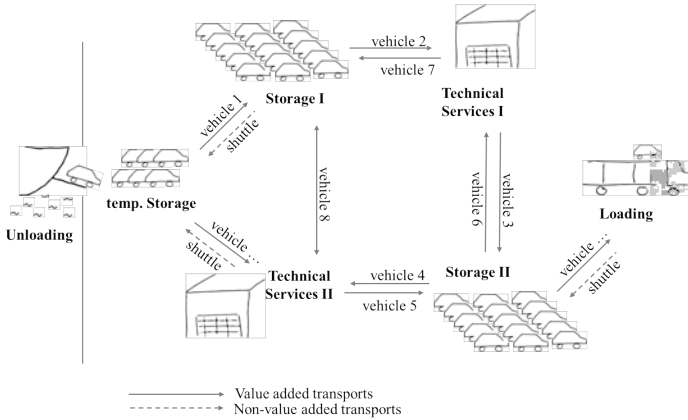 vehicle 2
vehicle 7
Storage I
Technical
Services I
vehicle 1
shuttle
vehicle 8
vehicle 6
vehicle 3
temp. Storage
Unloading
Loading
vehicle ...
shuttle
Technical
Services II
vehicle 4
vehicle 5
Storage II
vehicle ...
shuttle
Value added transports
Non-value added transports